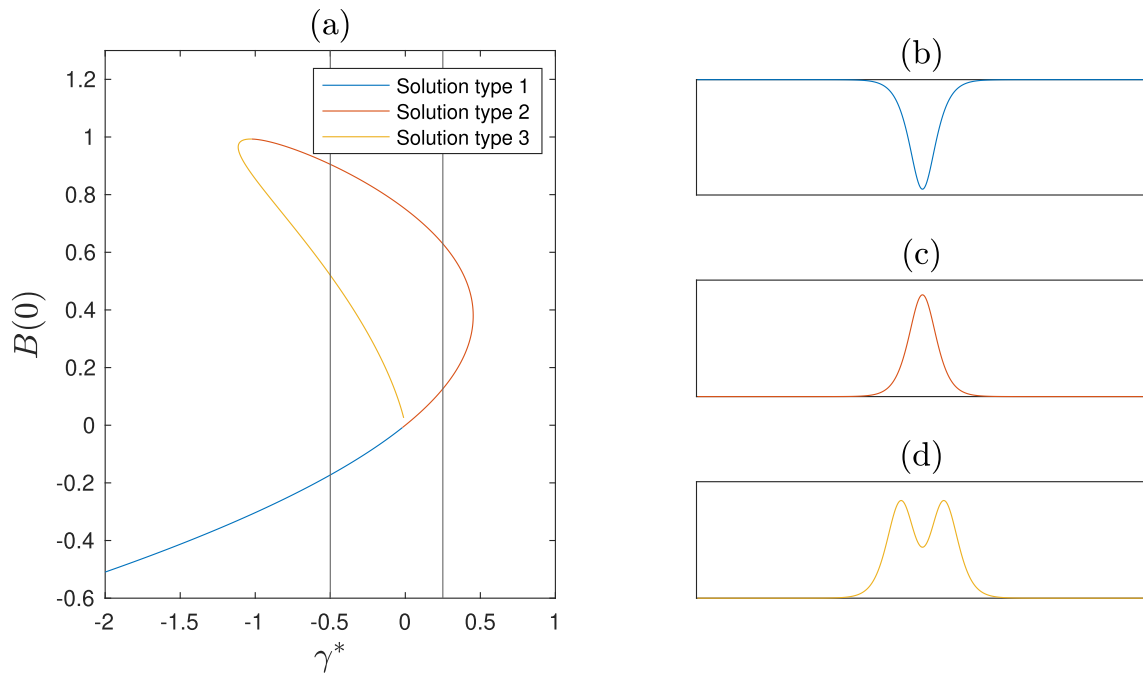 (a)
B(0)
1.2
1
0.8
0.6
0.4
0.2
0
-0.2
-0.4
-0.6
-2
-1.5
-1
-0.5
0
0.5
1
γ*
Solution type 1
Solution type 2
Solution type 3
(b)
(c)
(d)